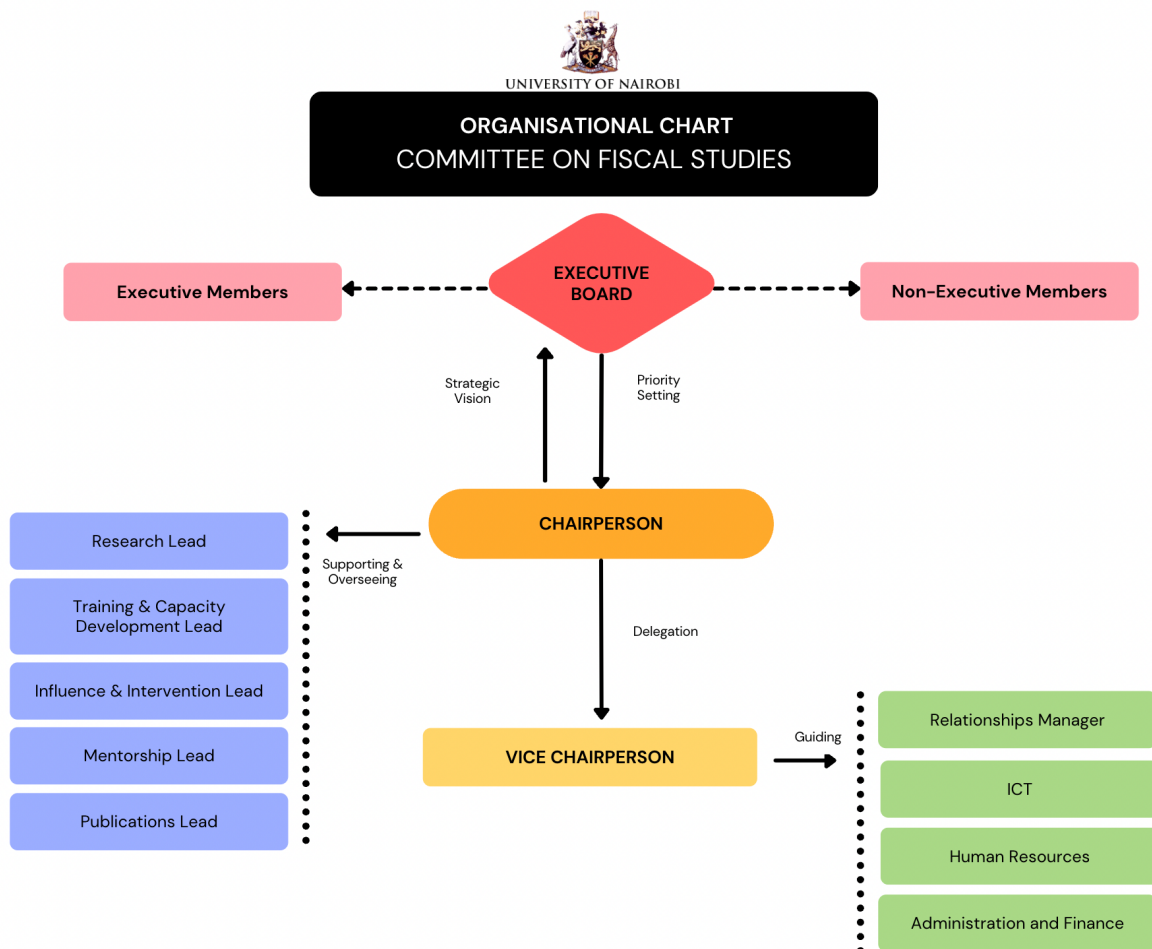 UNIVERSITY OF NAIROBI
ORGANISATIONAL CHART
COMMITTEE ON FISCAL STUDIES
EXECUTIVE
BOARD
Executive Members
Non-Executive Members
Strategic
Vision
Priority
Setting
CHAIRPERSON
Supporting &
Overseeing
Research Lead
Training & Capacity
Development Lead
Influence & Intervention Lead
Mentorship Lead
Publications Lead
Delegation
VICE CHAIRPERSON
Guiding
Relationships Manager
ICT
Human Resources
Administration and Finance